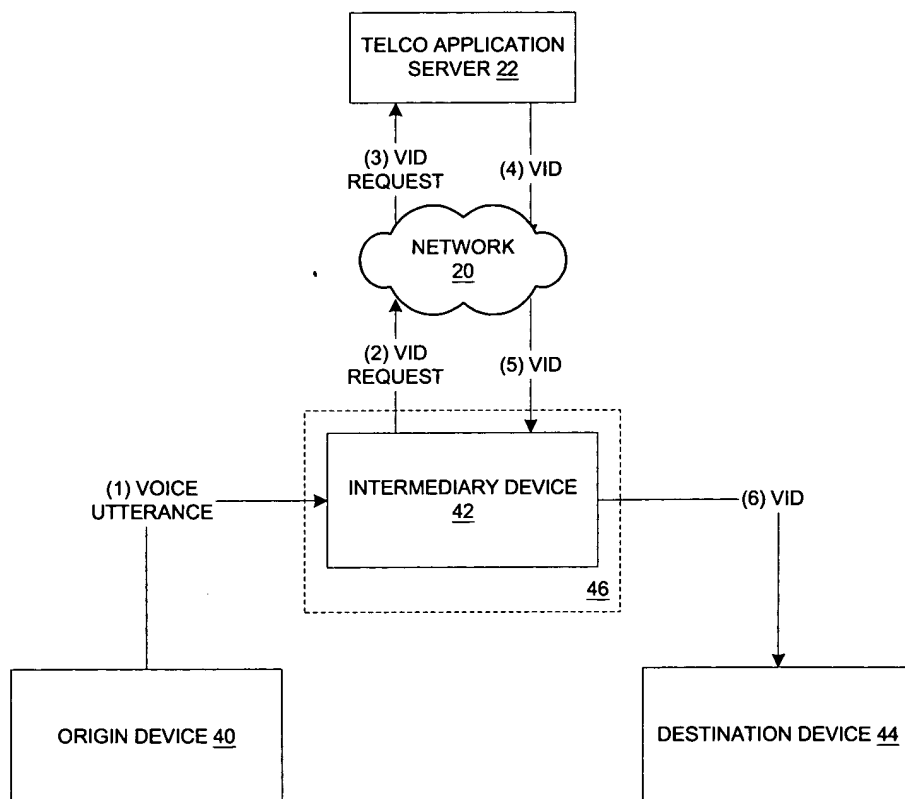 TELCO APPLICATION
SERVER 22
(3) VID
REQUEST
(4) VID
NETWORK
20
(2) VID
REQUEST
(5) VID
(1) VOICE
UTTERANCE
INTERMEDIARY DEVICE
42
(6) VID
46
ORIGIN DEVICE 40
DESTINATION DEVICE 44